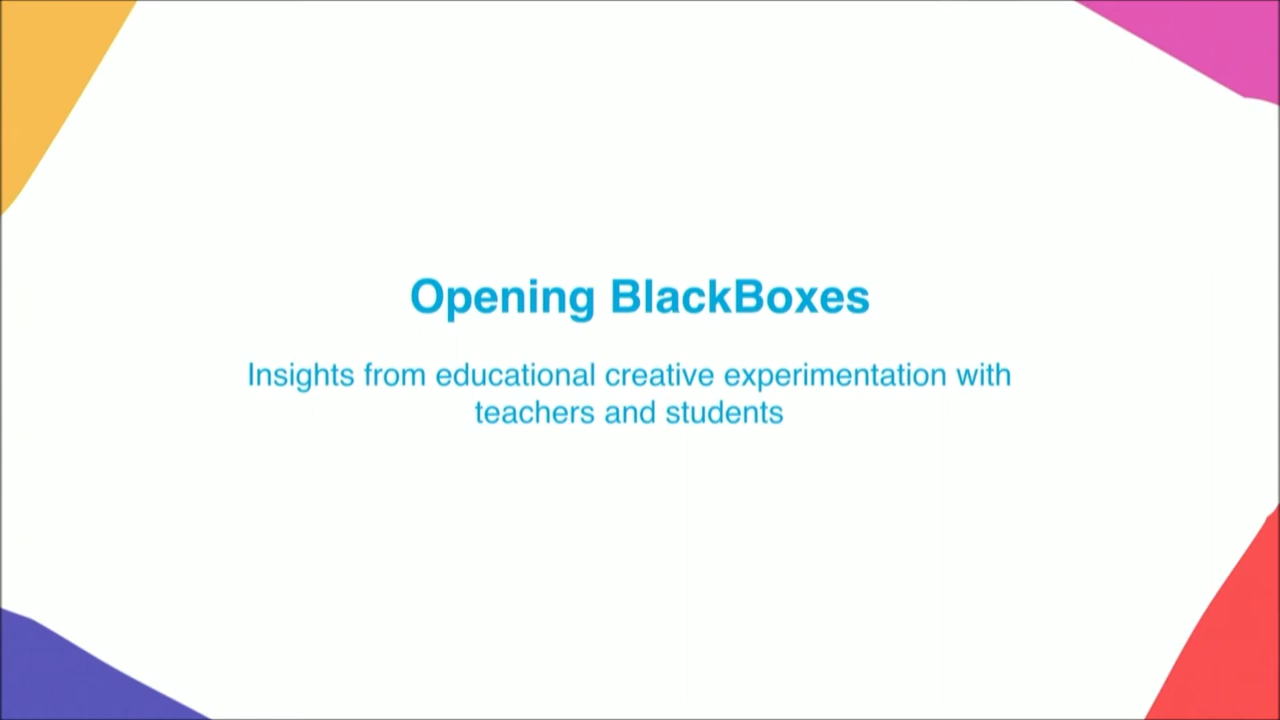 Opening BlackBoxes
Insights from educational creative experimentation with
teachers and students